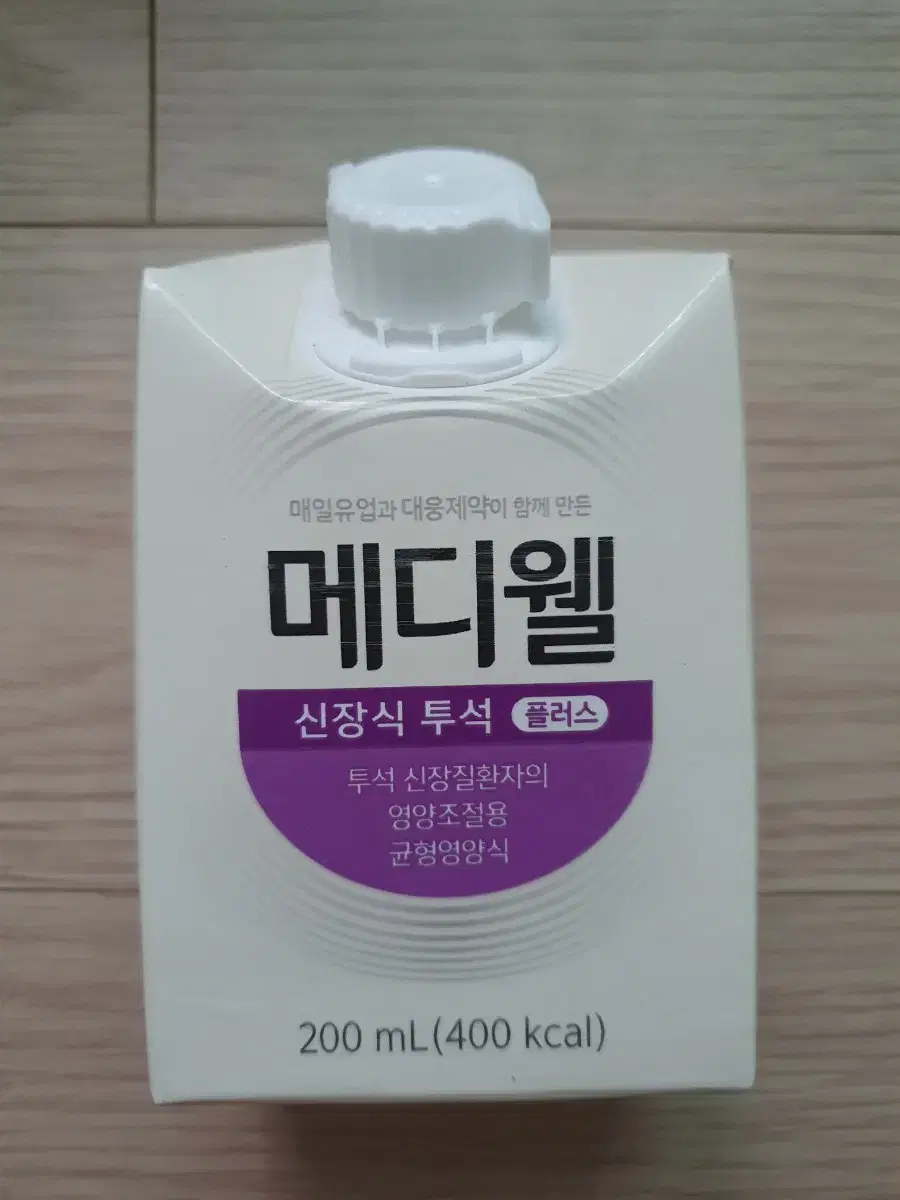 매일유업과 대웅제약이 함께 만든
메디웰
신장식 투석 플러스
투석 신장질환자의
영양조절용
균형영양식
200 mL(400 kcal)